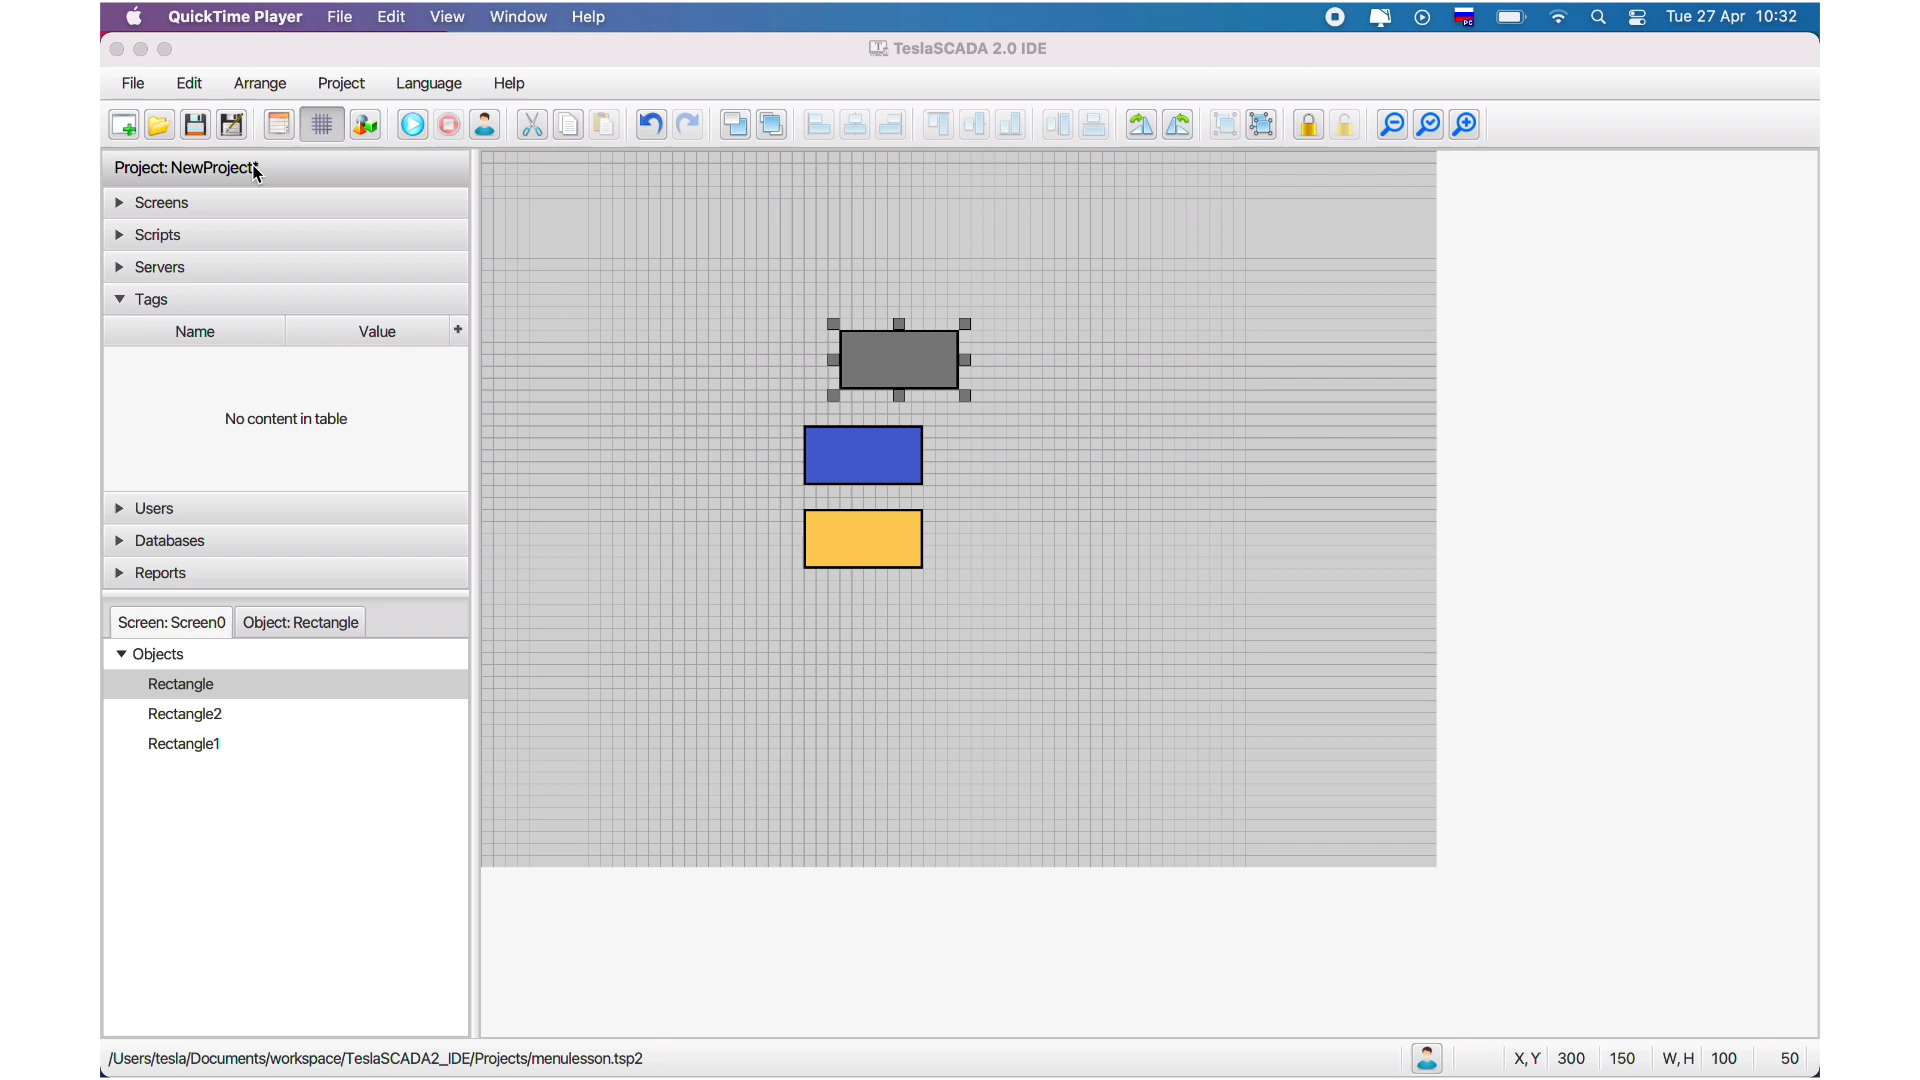 QuickTime Player File Edit View Window Help Tue 27 Apr 10:32
TeslaSCADA 2.0 IDE
File Edit Arrange Project Language Help
Project: NewProject*
Screens
Scripts
Servers
Tags
Name Value +
No content in table
Users
Databases
Reports
Screen: Screen0 Object: Rectangle
Objects
Rectangle
Rectangle2
Rectangle1
/Users/tesla/Documents/workspace/TeslaSCADA2_IDE/Projects/menulesson.tsp2 X,Y 300 150 W,H 100 50